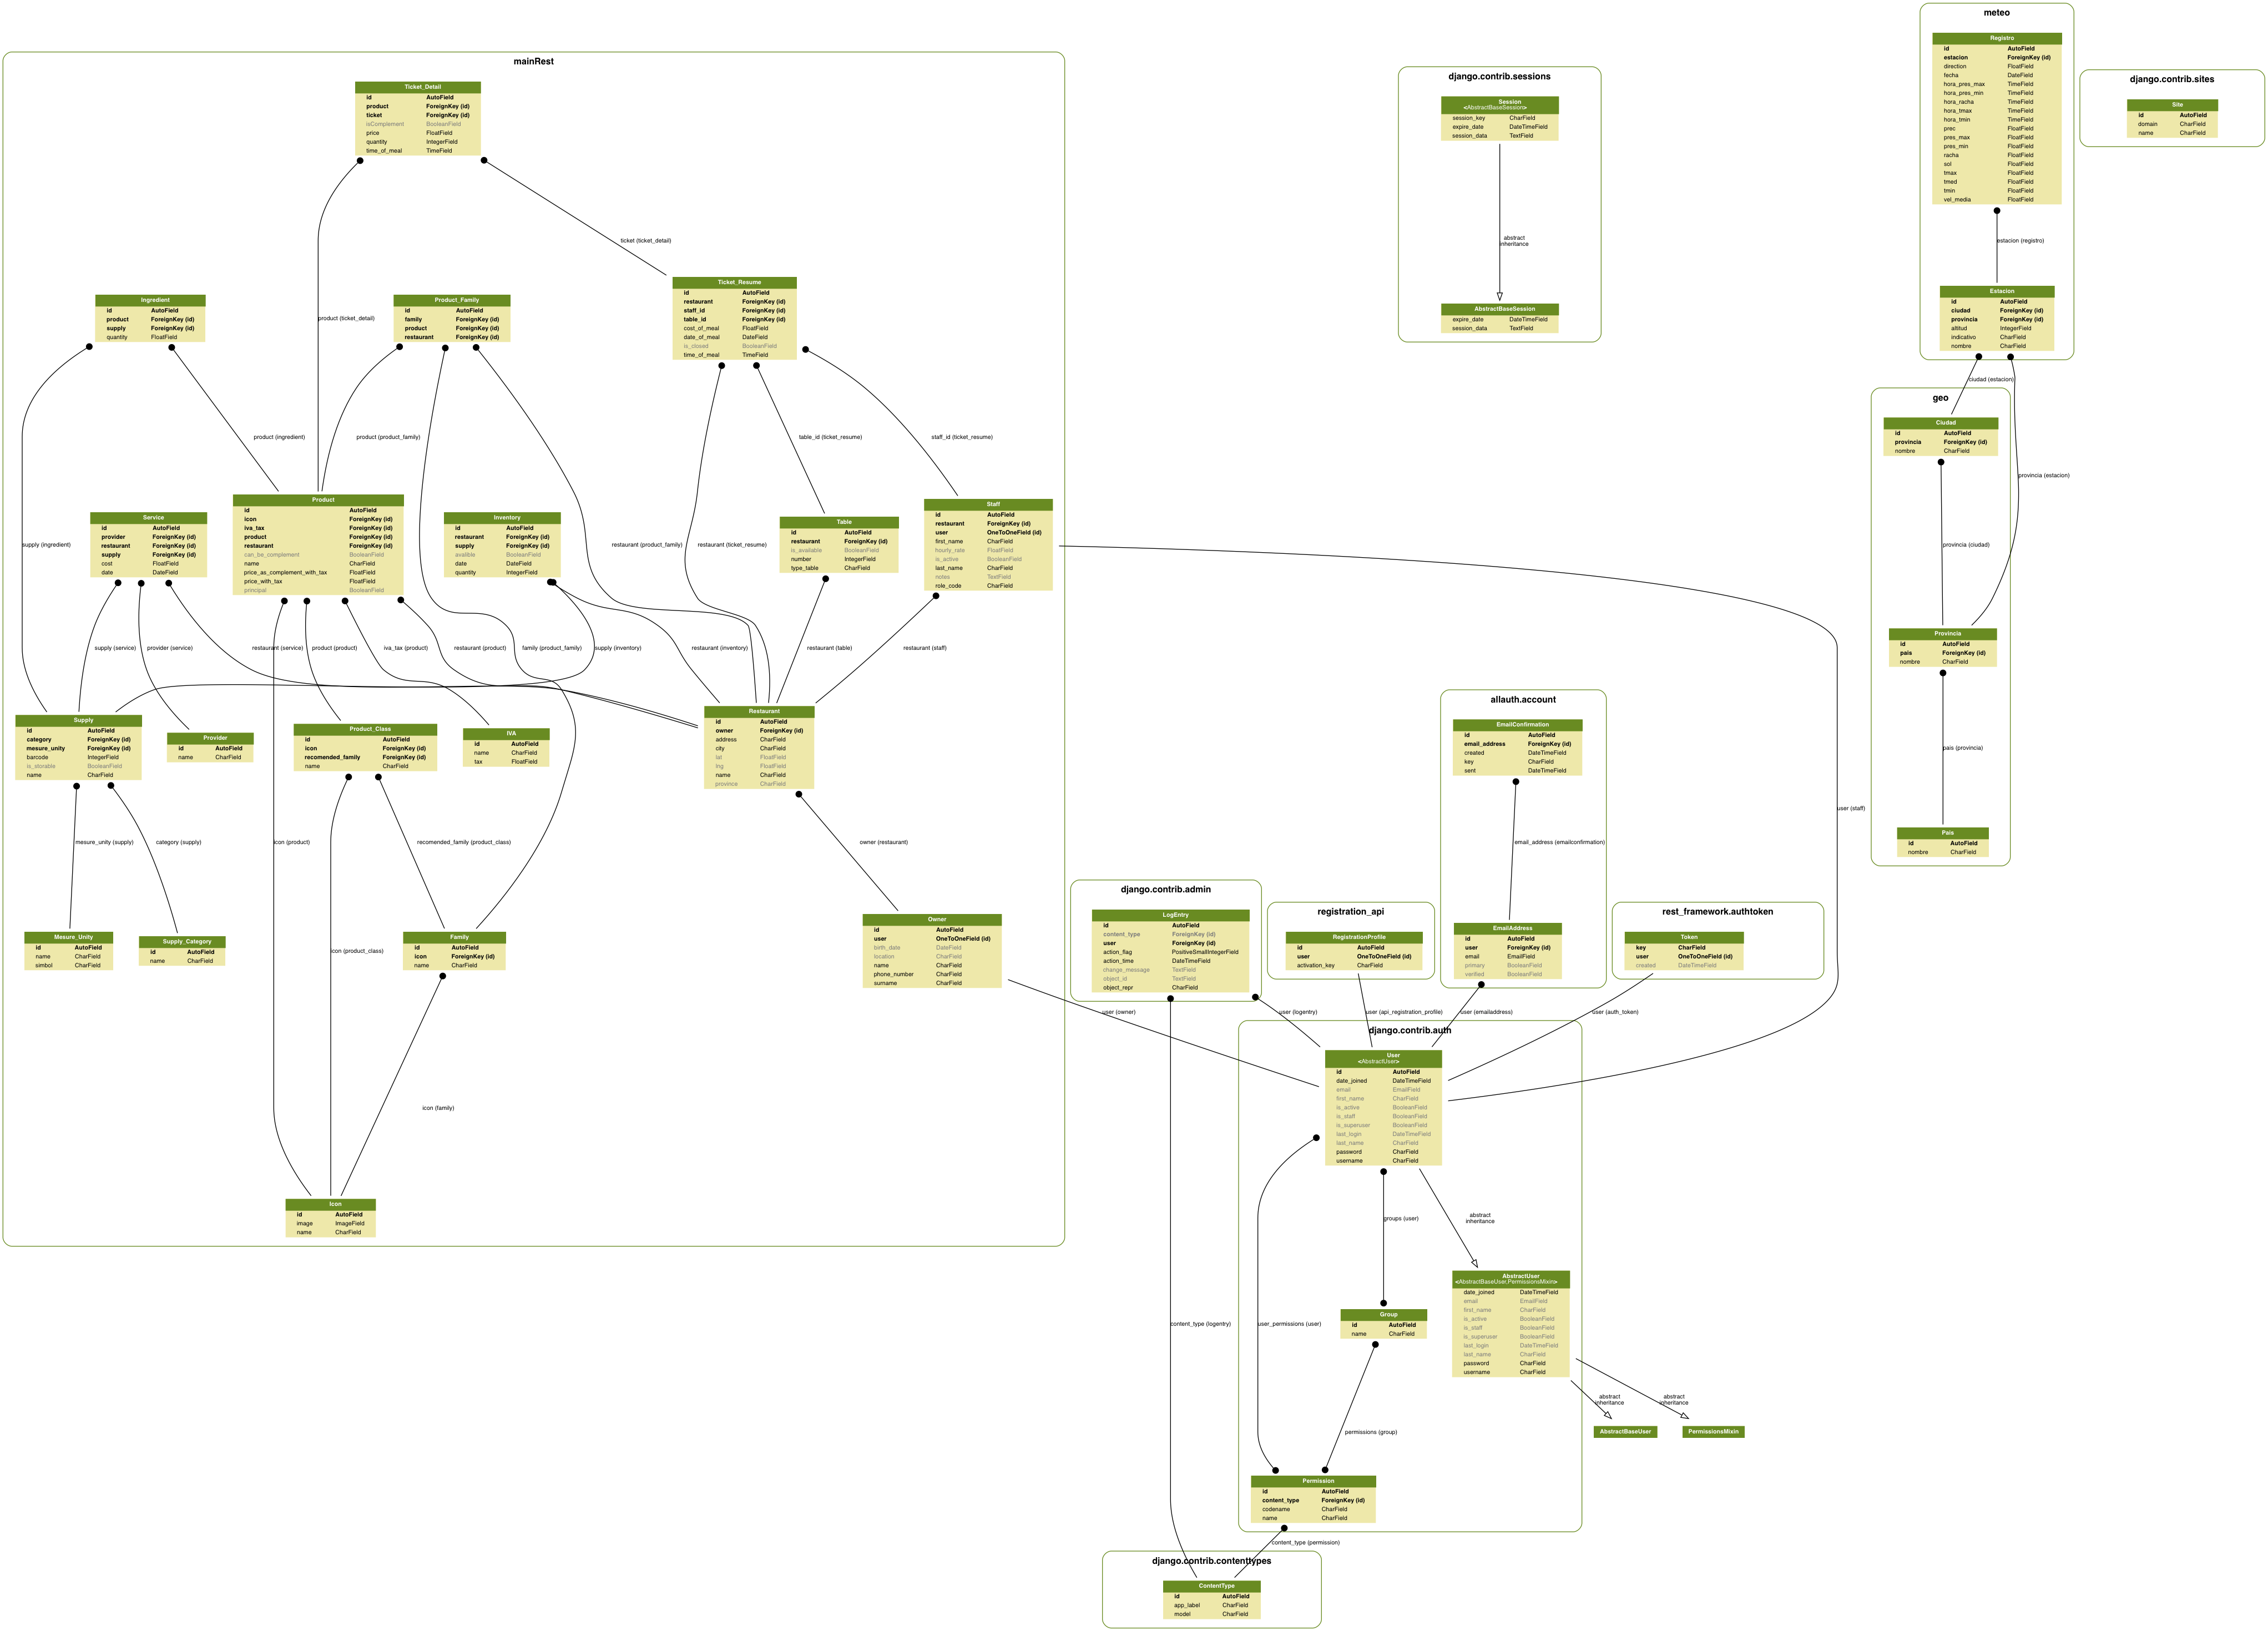 mainRest
Ticket_Detail
id AutoField
product ForeignKey (id)
ticket ForeignKey (id)
isComplement BooleanField
price FloatField
quantity IntegerField
time_of_meal TimeField
product (ticket_detail)
ticket (ticket_detail)
Ingredient
id AutoField
product ForeignKey (id)
supply ForeignKey (id)
quantity FloatField
Product_Family
id AutoField
family ForeignKey (id)
product ForeignKey (id)
restaurant ForeignKey (id)
Ticket_Resume
id AutoField
restaurant ForeignKey (id)
staff_id ForeignKey (id)
table_id ForeignKey (id)
cost_of_meal FloatField
date_of_meal DateField
is_closed BooleanField
time_of_meal TimeField
supply (ingredient)
product (ingredient)
product (product_family)
restaurant (product_family)
restaurant (ticket_resume)
table_id (ticket_resume)
staff_id (ticket_resume)
Service
id AutoField
provider ForeignKey (id)
restaurant ForeignKey (id)
supply ForeignKey (id)
cost FloatField
date DateField
Product
id AutoField
icon ForeignKey (id)
iva_tax ForeignKey (id)
product ForeignKey (id)
restaurant ForeignKey (id)
can_be_complement BooleanField
name CharField
price_as_complement_with_tax FloatField
price_with_tax FloatField
principal BooleanField
Inventory
id AutoField
restaurant ForeignKey (id)
supply ForeignKey (id)
avalible BooleanField
date DateField
quantity IntegerField
Table
id AutoField
restaurant ForeignKey (id)
is_available BooleanField
number IntegerField
type_table CharField
Staff
id AutoField
restaurant ForeignKey (id)
user OneToOneField (id)
first_name CharField
hourly_rate FloatField
is_active BooleanField
last_name CharField
notes TextField
role_code CharField
supply (service)
provider (service)
restaurant (service)
product (product)
iva_tax (product)
restaurant (product)
family (product_family)
supply (inventory)
restaurant (inventory)
restaurant (table)
restaurant (staff)
Supply
id AutoField
category ForeignKey (id)
mesure_unity ForeignKey (id)
barcode IntegerField
is_storable BooleanField
name CharField
Provider
id AutoField
name CharField
Product_Class
id AutoField
icon ForeignKey (id)
recomended_family ForeignKey (id)
name CharField
IVA
id AutoField
name CharField
tax FloatField
Restaurant
id AutoField
owner ForeignKey (id)
address CharField
city CharField
lat FloatField
lng FloatField
name CharField
province CharField
mesure_unity (supply)
category (supply)
icon (product)
recomended_family (product_class)
owner (restaurant)
Mesure_Unity
id AutoField
name CharField
simbol CharField
Supply_Category
id AutoField
name CharField
icon (product_class)
Family
id AutoField
icon ForeignKey (id)
name CharField
Owner
id AutoField
user OneToOneField (id)
birth_date DateField
location CharField
name CharField
phone_number CharField
surname CharField
icon (family)
Icon
id AutoField
image ImageField
name CharField
django.contrib.sessions
Session
<AbstractBaseSession>
session_key CharField
expire_date DateTimeField
session_data TextField
abstract
inheritance
AbstractBaseSession
expire_date DateTimeField
session_data TextField
meteo
Registro
id AutoField
estacion ForeignKey (id)
direction FloatField
fecha DateField
hora_pres_max TimeField
hora_pres_min TimeField
hora_racha TimeField
hora_tmax TimeField
hora_tmin TimeField
prec FloatField
pres_max FloatField
pres_min FloatField
racha FloatField
sol FloatField
tmax FloatField
tmed FloatField
tmin FloatField
vel_media FloatField
estacion (registro)
Estacion
id AutoField
ciudad ForeignKey (id)
provincia ForeignKey (id)
altitud IntegerField
indicativo CharField
nombre CharField
django.contrib.sites
Site
id AutoField
domain CharField
name CharField
ciudad (estacion)
geo
Ciudad
id AutoField
provincia ForeignKey (id)
nombre CharField
provincia (estacion)
provincia (ciudad)
Provincia
id AutoField
pais ForeignKey (id)
nombre CharField
pais (provincia)
Pais
id AutoField
nombre CharField
user (staff)
allauth.account
EmailConfirmation
id AutoField
email_address ForeignKey (id)
created DateTimeField
key CharField
sent DateTimeField
email_address (emailconfirmation)
EmailAddress
id AutoField
user ForeignKey (id)
email EmailField
primary BooleanField
verified BooleanField
django.contrib.admin
LogEntry
id AutoField
content_type ForeignKey (id)
user ForeignKey (id)
action_flag PositiveSmallIntegerField
action_time DateTimeField
change_message TextField
object_id TextField
object_repr CharField
registration_api
RegistrationProfile
id AutoField
user OneToOneField (id)
activation_key CharField
rest_framework.authtoken
Token
key CharField
user OneToOneField (id)
created DateTimeField
user (owner)
user (logentry)
user (api_registration_profile)
user (emailaddress)
user (auth_token)
django.contrib.auth
User
<AbstractUser>
id AutoField
date_joined DateTimeField
email EmailField
first_name CharField
is_active BooleanField
is_staff BooleanField
is_superuser BooleanField
last_login DateTimeField
last_name CharField
password CharField
username CharField
groups (user)
abstract
inheritance
AbstractUser
<AbstractBaseUser,PermissionsMixin>
date_joined DateTimeField
email EmailField
first_name CharField
is_active BooleanField
is_staff BooleanField
is_superuser BooleanField
last_login DateTimeField
last_name CharField
password CharField
username CharField
content_type (logentry)
user_permissions (user)
Group
id AutoField
name CharField
abstract
inheritance
abstract
inheritance
AbstractBaseUser
PermissionsMixin
permissions (group)
Permission
id AutoField
content_type ForeignKey (id)
codename CharField
name CharField
content_type (permission)
django.contrib.contenttypes
ContentType
id AutoField
app_label CharField
model CharField